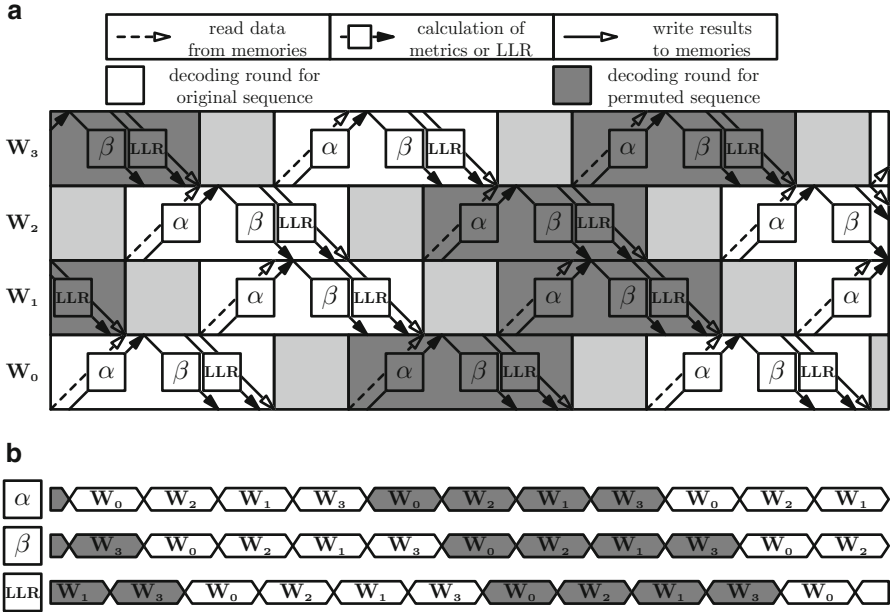 a
read data
from memories
calculation of
metrics or LLR
write results
to memories
decoding round for
original sequence
decoding round for
permuted sequence
W₃ β LLR α β LLR α β LLR
W₂ α β LLR α β LLR α β
W₁ LLR α β LLR α β LLR α
W₀ α β LLR α β LLR α β LLR
b
α W₀ W₂ W₁ W₃ W₀ W₂ W₁ W₃ W₀ W₂ W₁
β W₃ W₀ W₂ W₁ W₃ W₀ W₂ W₁ W₃ W₀ W₂
LLR W₁ W₃ W₀ W₂ W₁ W₃ W₀ W₂ W₁ W₃ W₀